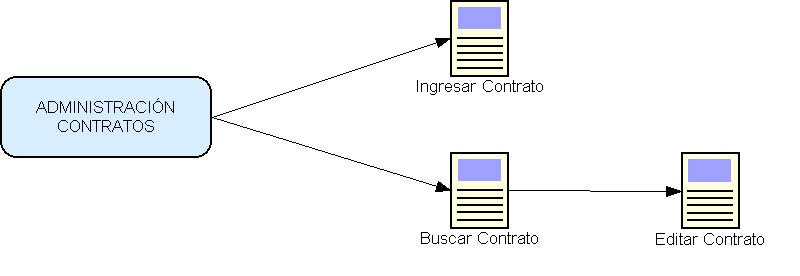 ADMINISTRACIÓN
CONTRATOS
Ingresar Contrato
Buscar Contrato
Editar Contrato